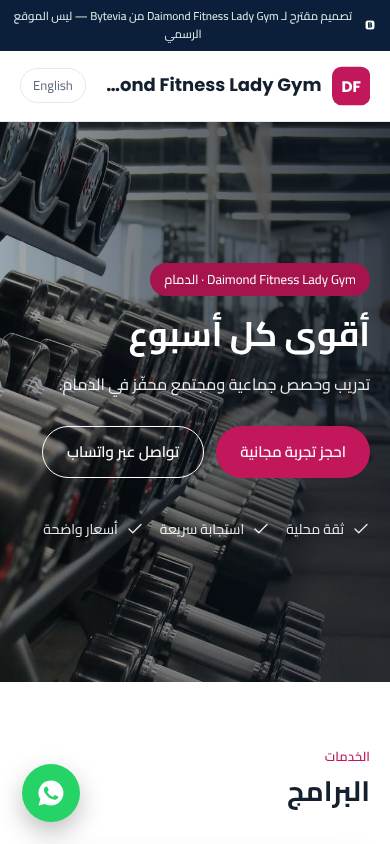 تصميم مقترح لـ Daimond Fitness Lady Gym من Bytevia — ليس الموقع
الرسمي
B
DF
...ond Fitness Lady Gym
English
Daimond Fitness Lady Gym · الدمام
أقوى كل أسبوع
تدريب وحصص جماعية ومجتمع محفّز في الدمام.
احجز تجربة مجانية
تواصل عبر واتساب
ثقة محلية
استجابة سريعة
أسعار واضحة
الخدمات
البرامج